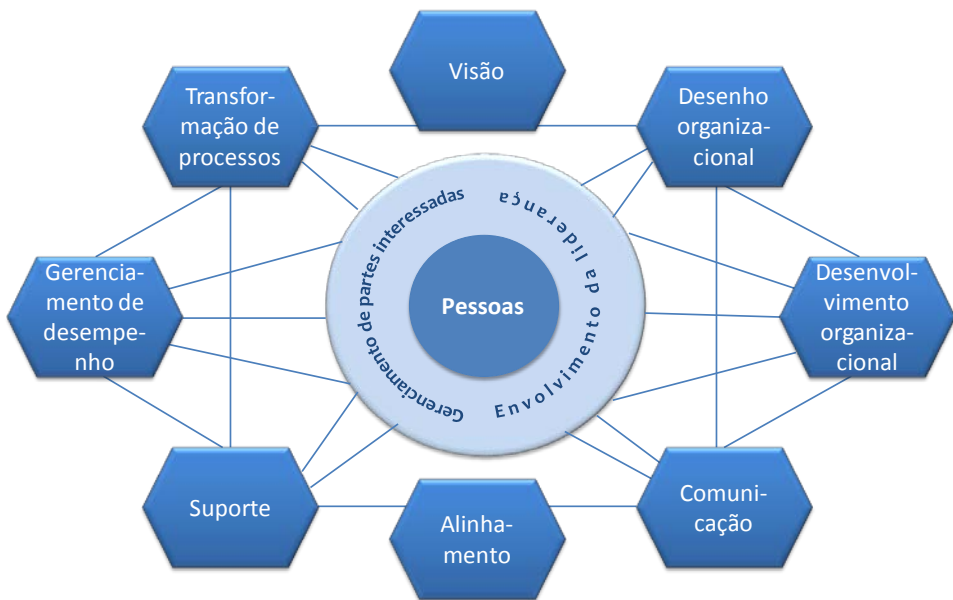 Visão
Transfor-
mação de
processos
Desenho
organiza-
cional
Gerenciamento de partes interessadas
Envolvimento da liderança
Pessoas
Gerencia-
mento de
desempe-
nho
Desenvol-
vimento
organiza-
cional
Suporte
Alinha-
mento
Comuni-
cação